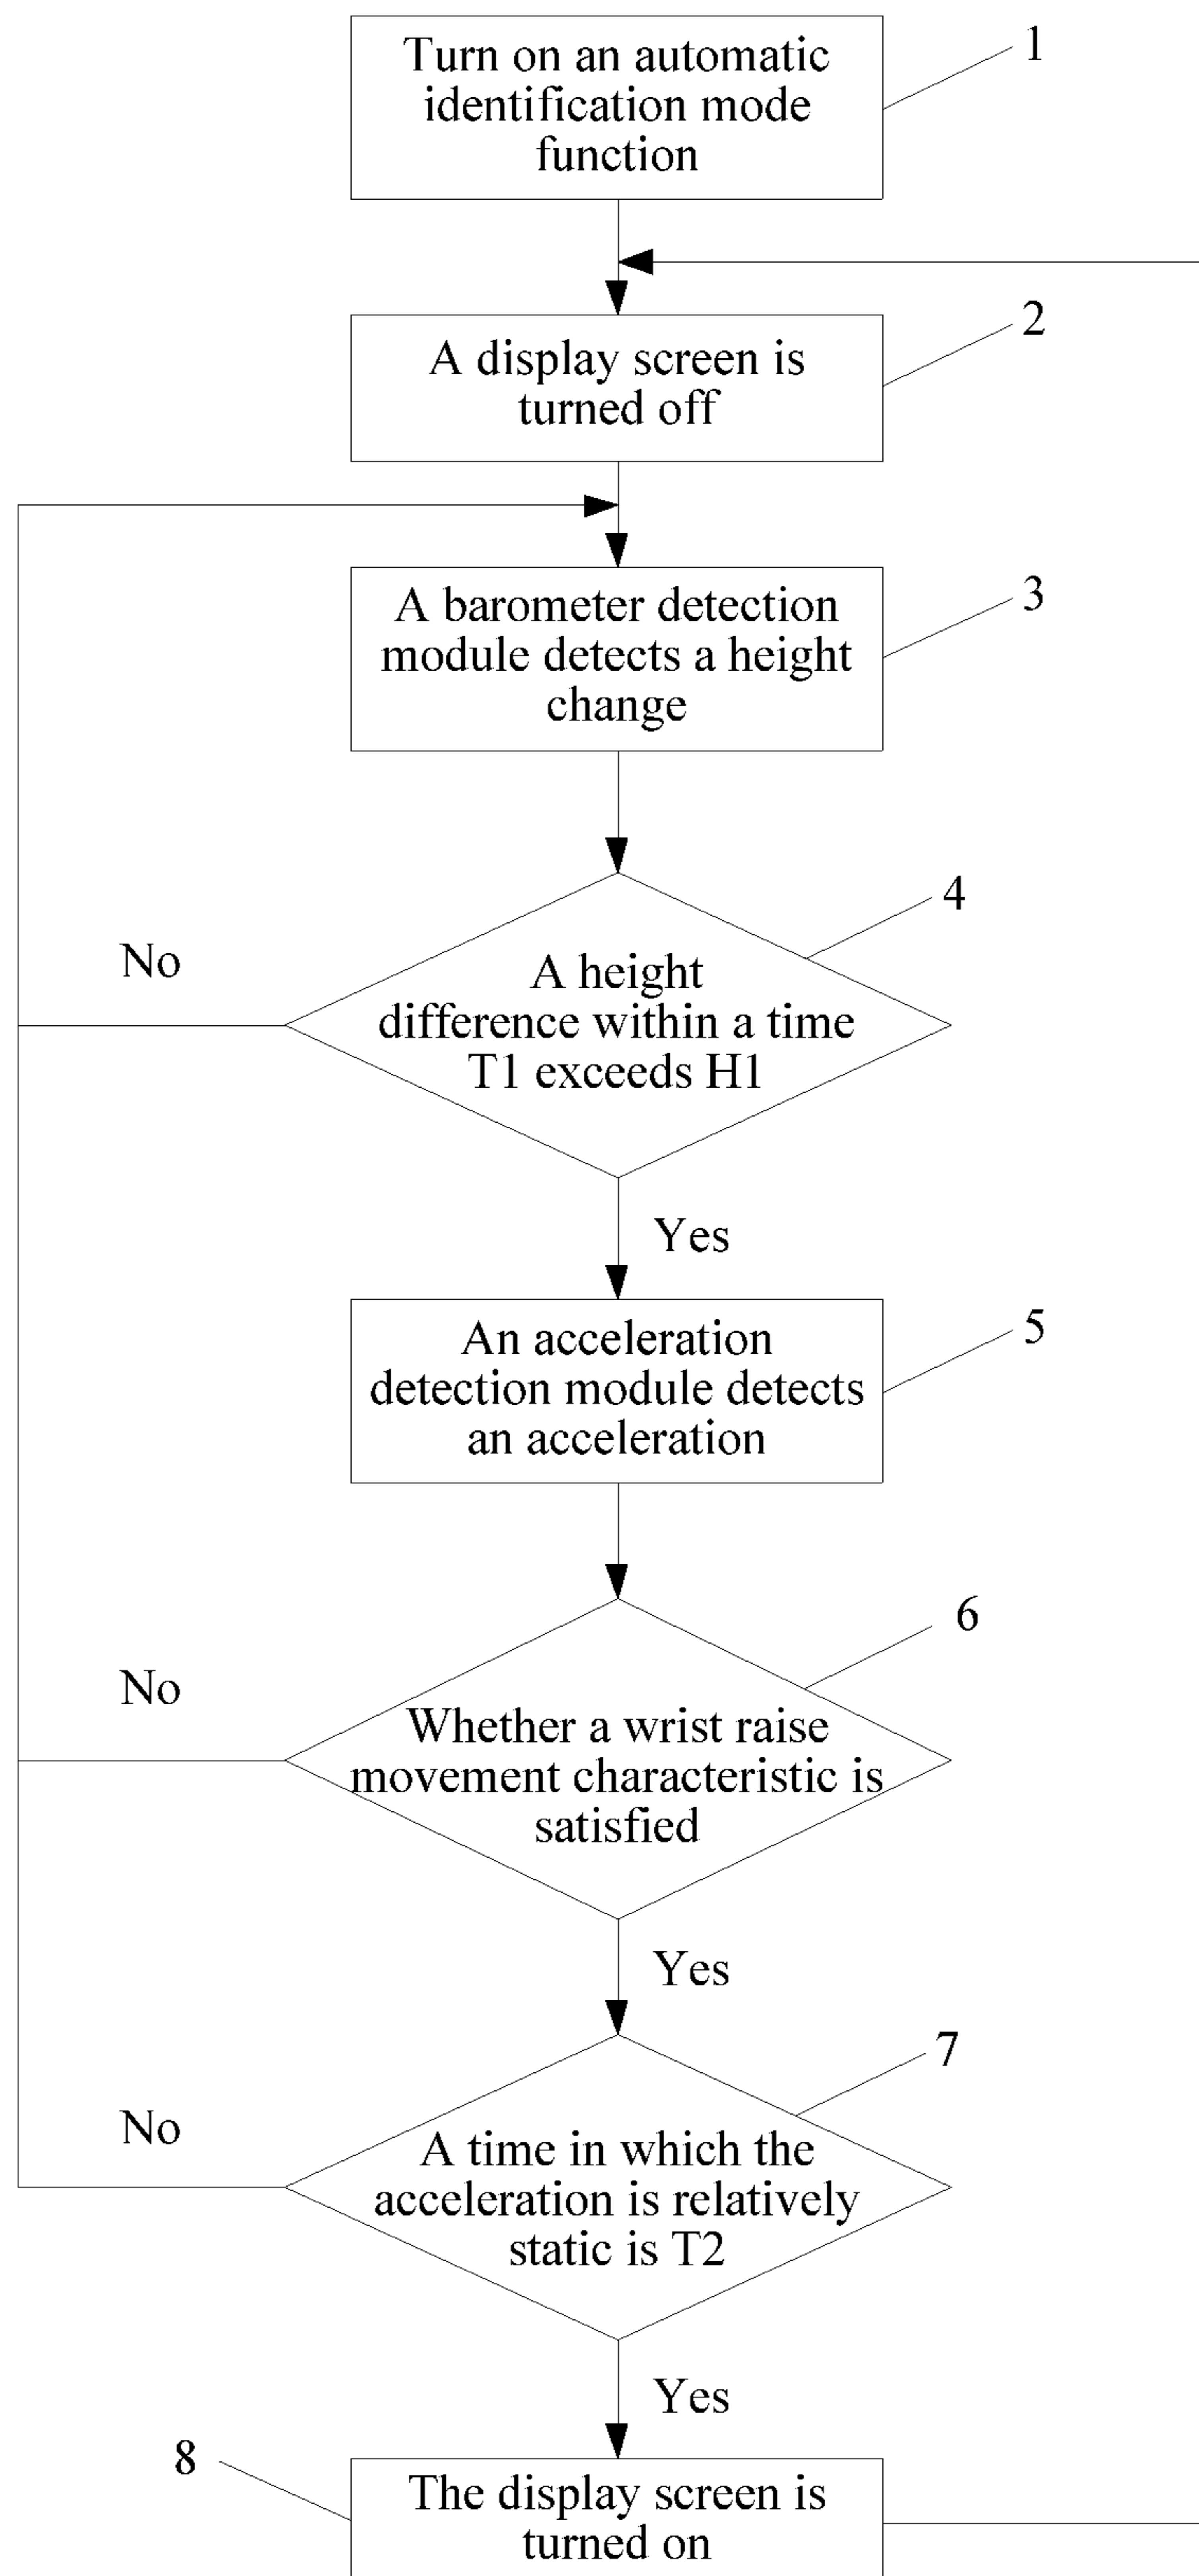 Turn on an automatic
identification mode
function
1
A display screen is
turned off
2
A barometer detection
module detects a height
change
3
A height
difference within a time
T1 exceeds H1
4
No
Yes
An acceleration
detection module detects
an acceleration
5
Whether a wrist raise
movement characteristic is
satisfied
6
No
Yes
A time in which the
acceleration is relatively
static is T2
7
No
Yes
The display screen is
turned on
8